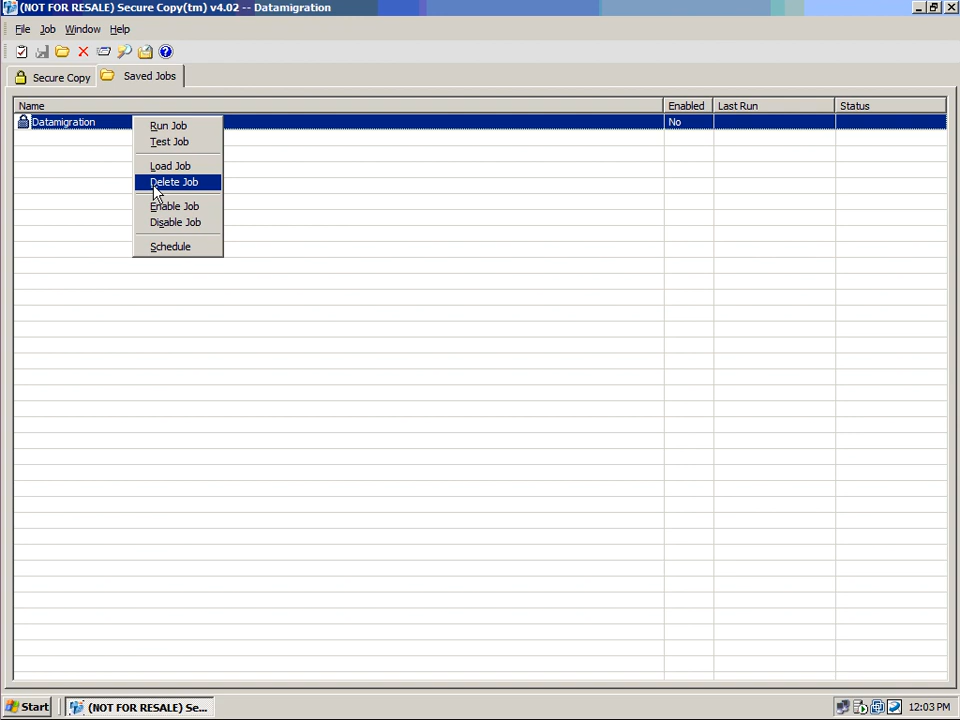 (NOT FOR RESALE) Secure Copy(tm) v4.02 -- Datamigration
File Job Window Help
Secure Copy Saved Jobs
Name Enabled Last Run Status
Datamigration No
Run Job
Test Job
Load Job
Delete Job
Enable Job
Disable Job
Schedule
Start (NOT FOR RESALE) Se... 12:03 PM